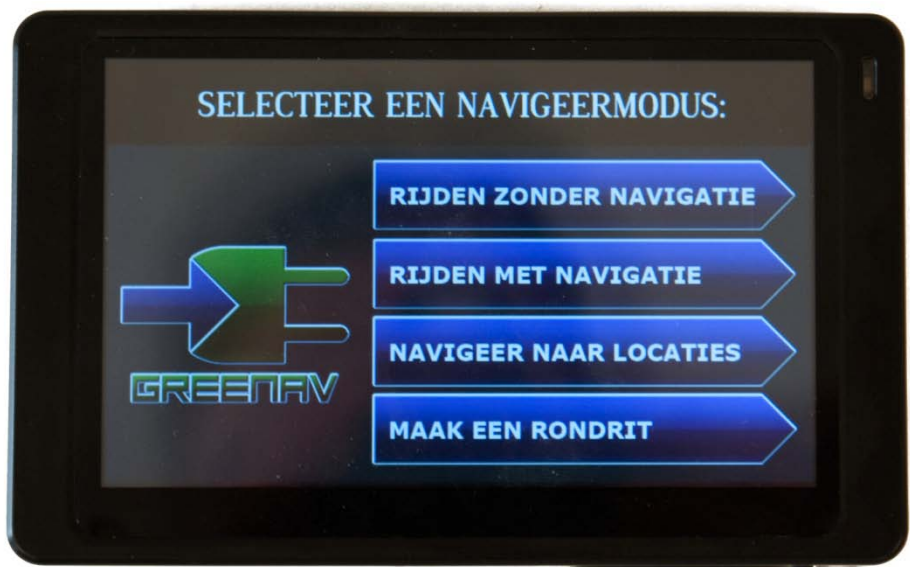 SELECTEER EEN NAVIGEERMODUS:
RIJDEN ZONDER NAVIGATIE
RIJDEN MET NAVIGATIE
NAVIGEER NAAR LOCATIES
MAAK EEN RONDRIT
GREENAV